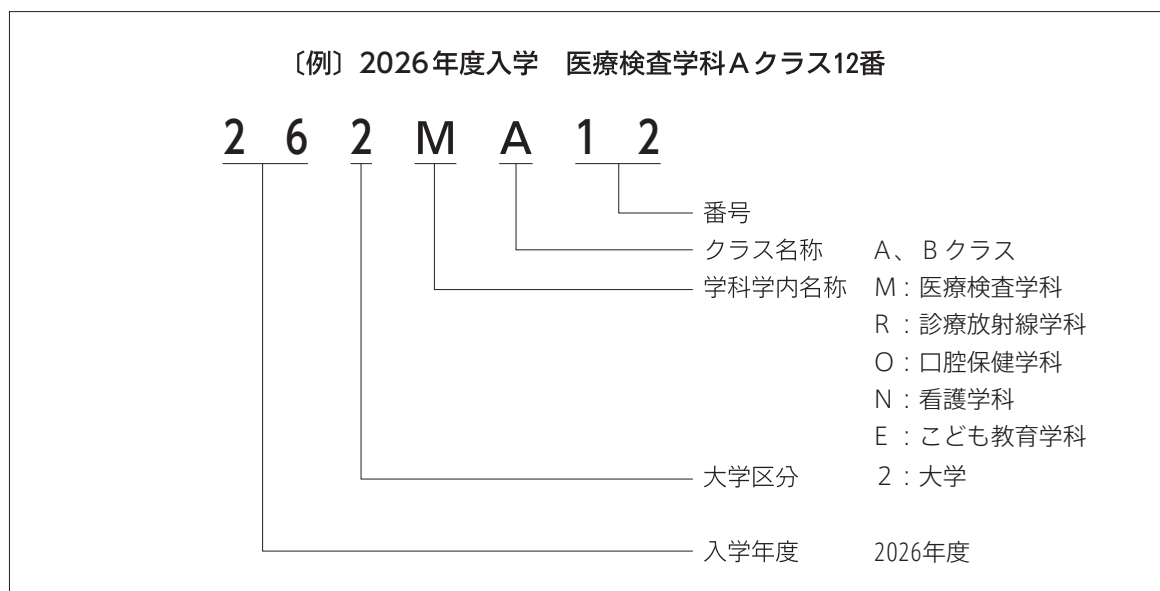 〔例〕2026年度入学　医療検査学科Aクラス12番
2 6 2 M A 1 2
番号
クラス名称　A、Bクラス
学科学内名称　M：医療検査学科
R：診療放射線学科
O：口腔保健学科
N：看護学科
E：こども教育学科
大学区分　2：大学
入学年度　2026年度